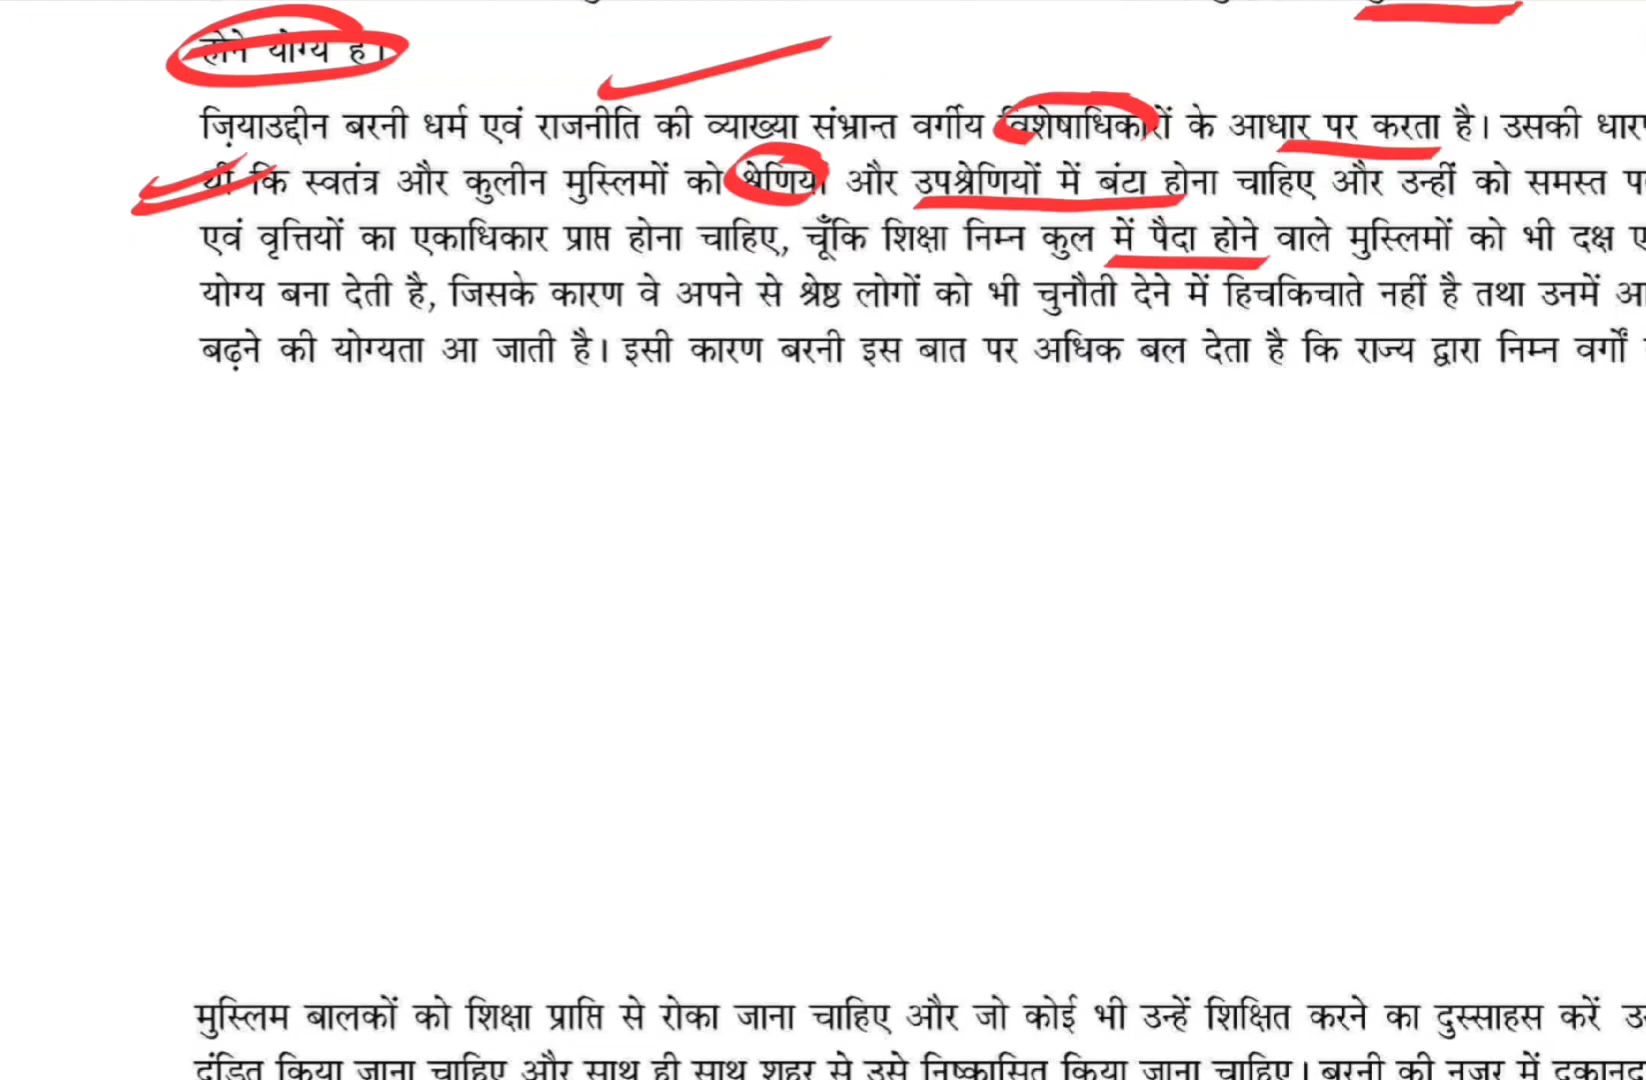 होने योग्य है।
ज़ियाउद्दीन बरनी धर्म एवं राजनीति की व्याख्या संभ्रान्त वर्गीय विशेषाधिकारों के आधार पर करता है। उसकी
थी कि स्वतंत्र और कुलीन मुस्लिमों को श्रेणियों और उपश्रेणियों में बंटा होना चाहिए और उन्हीं को समस्त
एवं वृत्तियों का एकाधिकार प्राप्त होना चाहिए, चूँकि शिक्षा निम्न कुल में पैदा होने वाले मुस्लिमों को भी दक्ष
योग्य बना देती है, जिसके कारण वे अपने से श्रेष्ठ लोगों को भी चुनौती देने में हिचकिचाते नहीं है तथा उनमें
बढ़ने की योग्यता आ जाती है। इसी कारण बरनी इस बात पर अधिक बल देता है कि राज्य द्वारा निम्न वर्गों
मुस्लिम बालकों को शिक्षा प्राप्ति से रोका जाना चाहिए और जो कोई भी उन्हें शिक्षित करने का दुस्साहस करें
दंडित किया जाना चाहिए और साथ ही साथ शहर से उसे निष्कासित किया जाना चाहिए। बरनी की नजर में